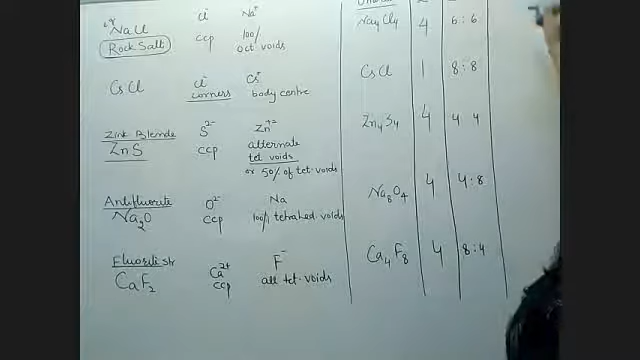 NaCl Cl⁻ Na⁺ Na₄Cl₄ 4 6:6
Rock Salt ccp 100% oct voids
CsCl Cl⁻ Cs⁺ CsCl 1 8:8
corners body centre
Zink Blende S²⁻ Zn⁺² Zn₄S₄ 4 4 4
ZnS ccp alternate
tet voids
or 50% of tet. voids
Antifluorite O²⁻ Na Na₈O₄ 4 4:8
Na₂O ccp 100% tetrahed voids
Fluorite str Ca²⁺ F⁻ Ca₄F₈ 4 8:4
CaF₂ ccp all tet. voids